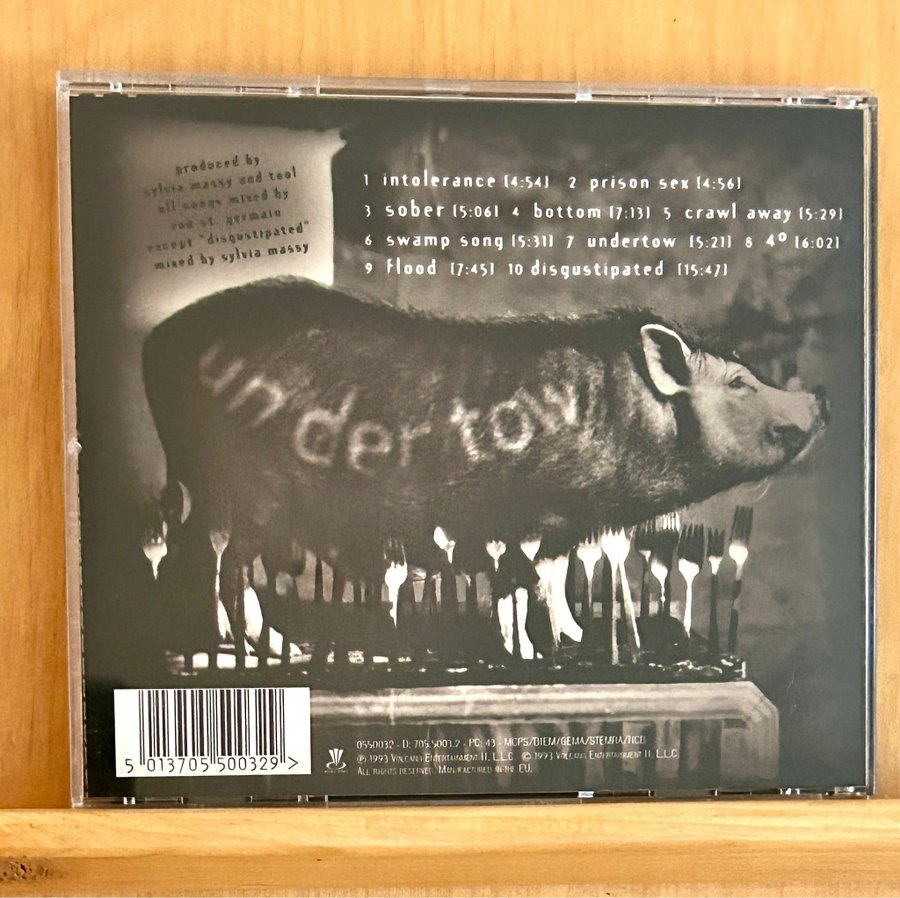 produced by
sylvia massy and tool
all songs mixed by
ron st. germain
except "disgustipated"
mixed by sylvia massy
1 intolerance [4:54] 2 prison sex [4:56]
3 sober [5:06] 4 bottom [7:13] 5 crawl away [5:29]
6 swamp song [5:31] 7 undertow [5:21] 8 4º [6:02]
9 flood [7:45] 10 disgustipated [15:47]
undertow
5 013705 500329 >
0550032 - D: 705.5003.2 - PC: 43 - MCPS/BIEM/GEMA/STEMRA/NCB
℗ 1993 Volcano Entertainment II, L.L.C. © 1993 Volcano Entertainment II, L.L.C.
All rights reserved. Manufactured in the EU.